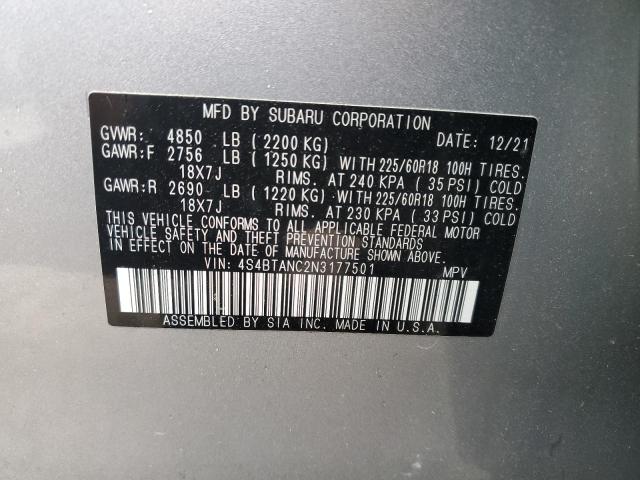 MFD BY SUBARU CORPORATION
GVWR: 4850 LB (2200 KG) DATE: 12/21
GAWR:F 2756 LB (1250 KG) WITH 225/60R18 100H TIRES.
18X7J RIMS. AT 240 KPA ( 35 PSI) COLD
GAWR:R 2690 LB (1220 KG) WITH 225/60R18 100H TIRES.
18X7J RIMS. AT 230 KPA ( 33 PSI) COLD
THIS VEHICLE CONFORMS TO ALL APPLICABLE FEDERAL MOTOR
VEHICLE SAFETY AND THEFT PREVENTION STANDARDS
IN EFFECT ON THE DATE OF MANUFACTURE SHOWN ABOVE.
VIN: 4S4BTANC2N3177501 MPV
ASSEMBLED BY SIA INC. MADE IN U.S.A.